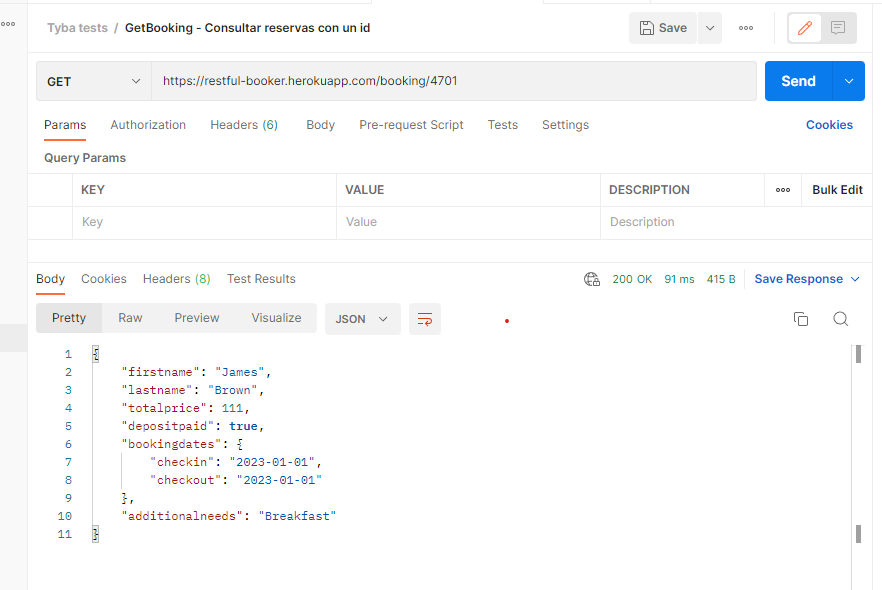 Tyba tests / GetBooking - Consultar reservas con un id
Save
GET https://restful-booker.herokuapp.com/booking/4701 Send
Params Authorization Headers (6) Body Pre-request Script Tests Settings Cookies
Query Params
KEY VALUE DESCRIPTION Bulk Edit
Key Value Description
Body Cookies Headers (8) Test Results 200 OK 91 ms 415 B Save Response
Pretty Raw Preview Visualize JSON
1 {
2 "firstname": "James",
3 "lastname": "Brown",
4 "totalprice": 111,
5 "depositpaid": true,
6 "bookingdates": {
7 "checkin": "2023-01-01",
8 "checkout": "2023-01-01"
9 },
10 "additionalneeds": "Breakfast"
11 }